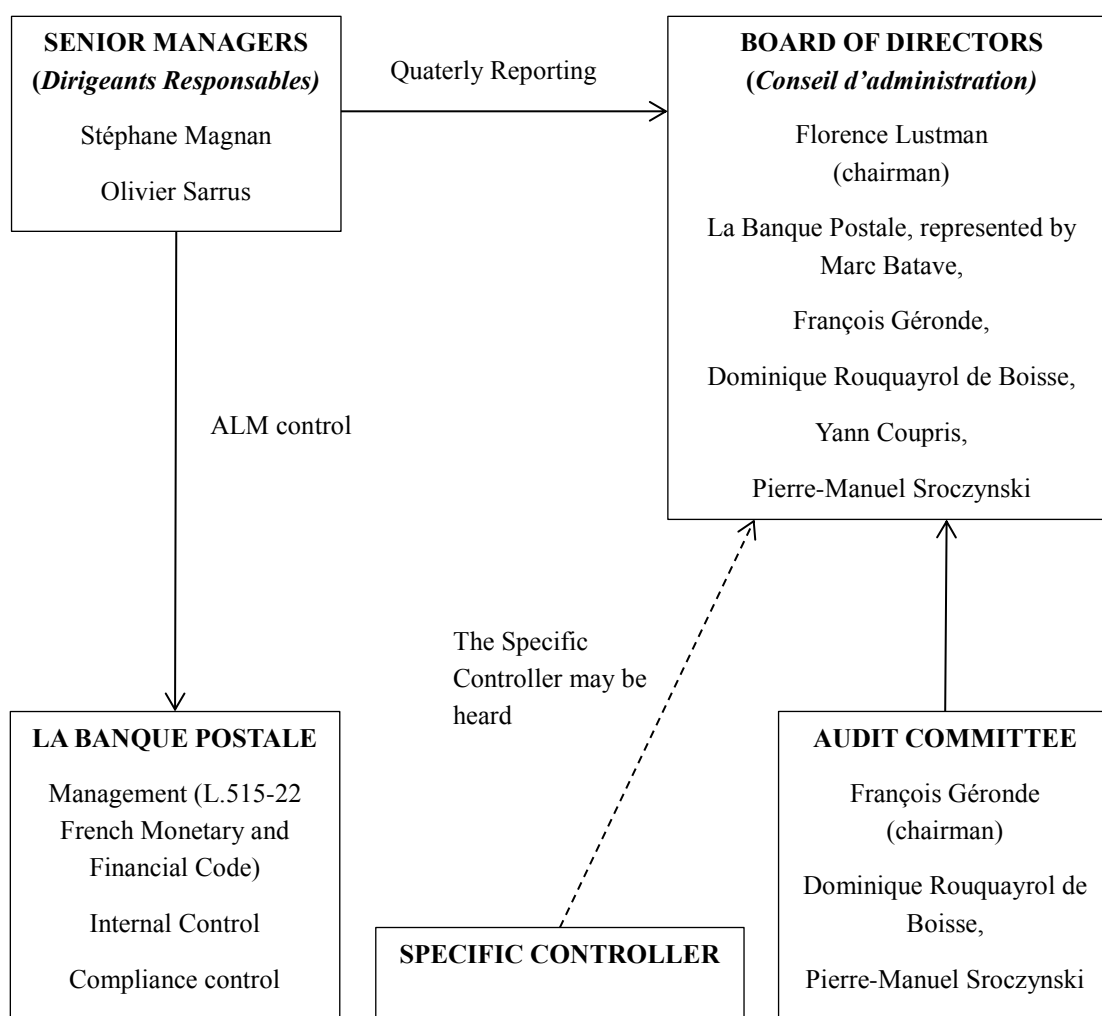 SENIOR MANAGERS
(Dirigeants Responsables)
Stéphane Magnan
Olivier Sarrus
Quaterly Reporting
BOARD OF DIRECTORS
(Conseil d’administration)
Florence Lustman
(chairman)
La Banque Postale, represented by
Marc Batave,
François Géronde,
Dominique Rouquayrol de Boisse,
Yann Coupris,
Pierre-Manuel Sroczynski
ALM control
The Specific
Controller may be
heard
LA BANQUE POSTALE
Management (L.515-22
French Monetary and
Financial Code)
Internal Control
Compliance control
SPECIFIC CONTROLLER
AUDIT COMMITTEE
François Géronde
(chairman)
Dominique Rouquayrol de
Boisse,
Pierre-Manuel Sroczynski